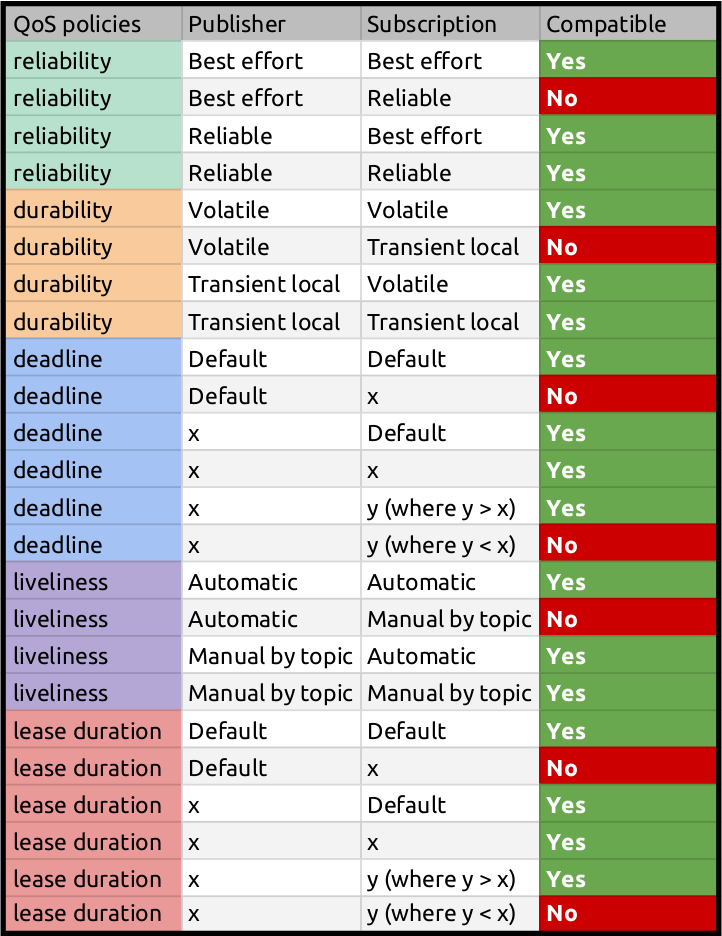 QoS policies Publisher Subscription Compatible
reliability Best effort Best effort Yes
reliability Best effort Reliable No
reliability Reliable Best effort Yes
reliability Reliable Reliable Yes
durability Volatile Volatile Yes
durability Volatile Transient local No
durability Transient local Volatile Yes
durability Transient local Transient local Yes
deadline Default Default Yes
deadline Default x No
deadline x Default Yes
deadline x x Yes
deadline x y (where y > x) Yes
deadline x y (where y < x) No
liveliness Automatic Automatic Yes
liveliness Automatic Manual by topic No
liveliness Manual by topic Automatic Yes
liveliness Manual by topic Manual by topic Yes
lease duration Default Default Yes
lease duration Default x No
lease duration x Default Yes
lease duration x x Yes
lease duration x y (where y > x) Yes
lease duration x y (where y < x) No